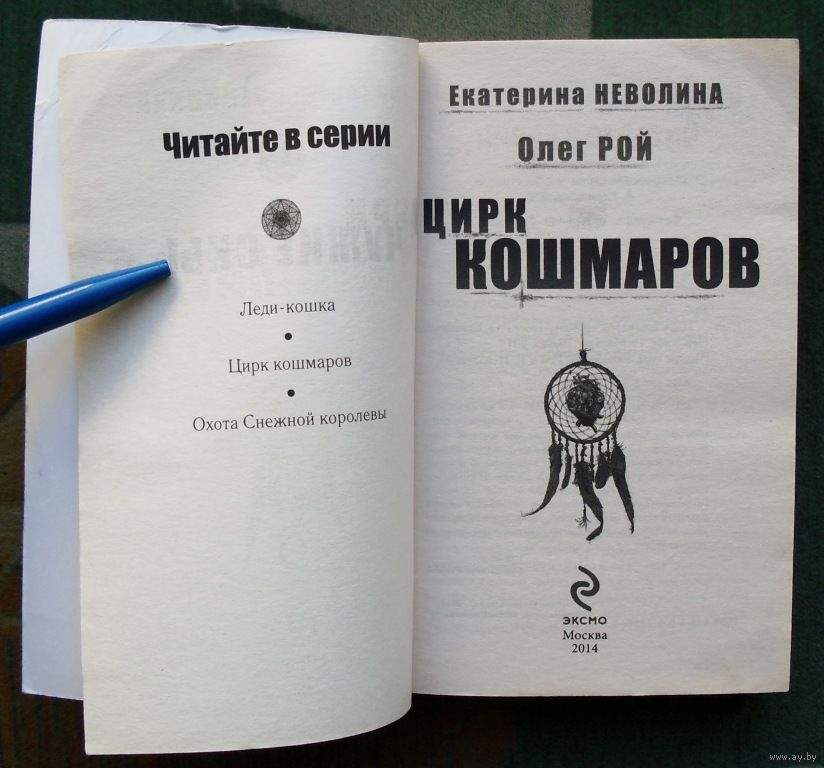 Читайте в серии
Леди-кошка
•
Цирк кошмаров
•
Охота Снежной королевы
Екатерина НЕВОЛИНА
Олег РОЙ
ЦИРК
КОШМАРОВ
ЭКСМО
Москва
2014
www.ay.by